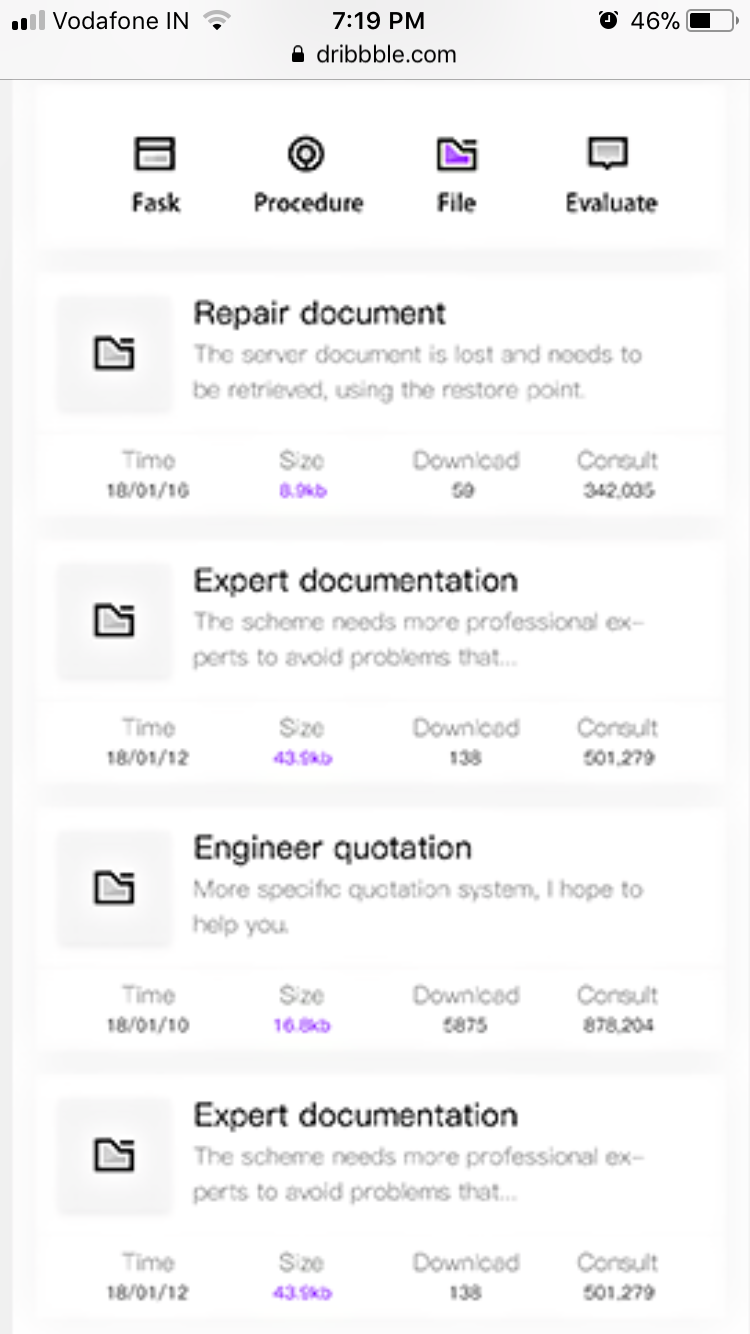 Vodafone IN 7:19 PM 46%
dribbble.com
Fask Procedure File Evaluate
Repair document
The server document is lost and needs to
be retrieved, using the restore point.
Time Size Download Consult
18/01/16 8.9kb 59 342,035
Expert documentation
The scheme needs more professional ex-
perts to avoid problems that...
Time Size Download Consult
18/01/12 43.9kb 138 501,279
Engineer quotation
More specific quotation system, I hope to
help you.
Time Size Download Consult
18/01/10 16.8kb 5875 878,204
Expert documentation
The scheme needs more professional ex-
perts to avoid problems that...
Time Size Download Consult
18/01/12 43.9kb 138 501,279